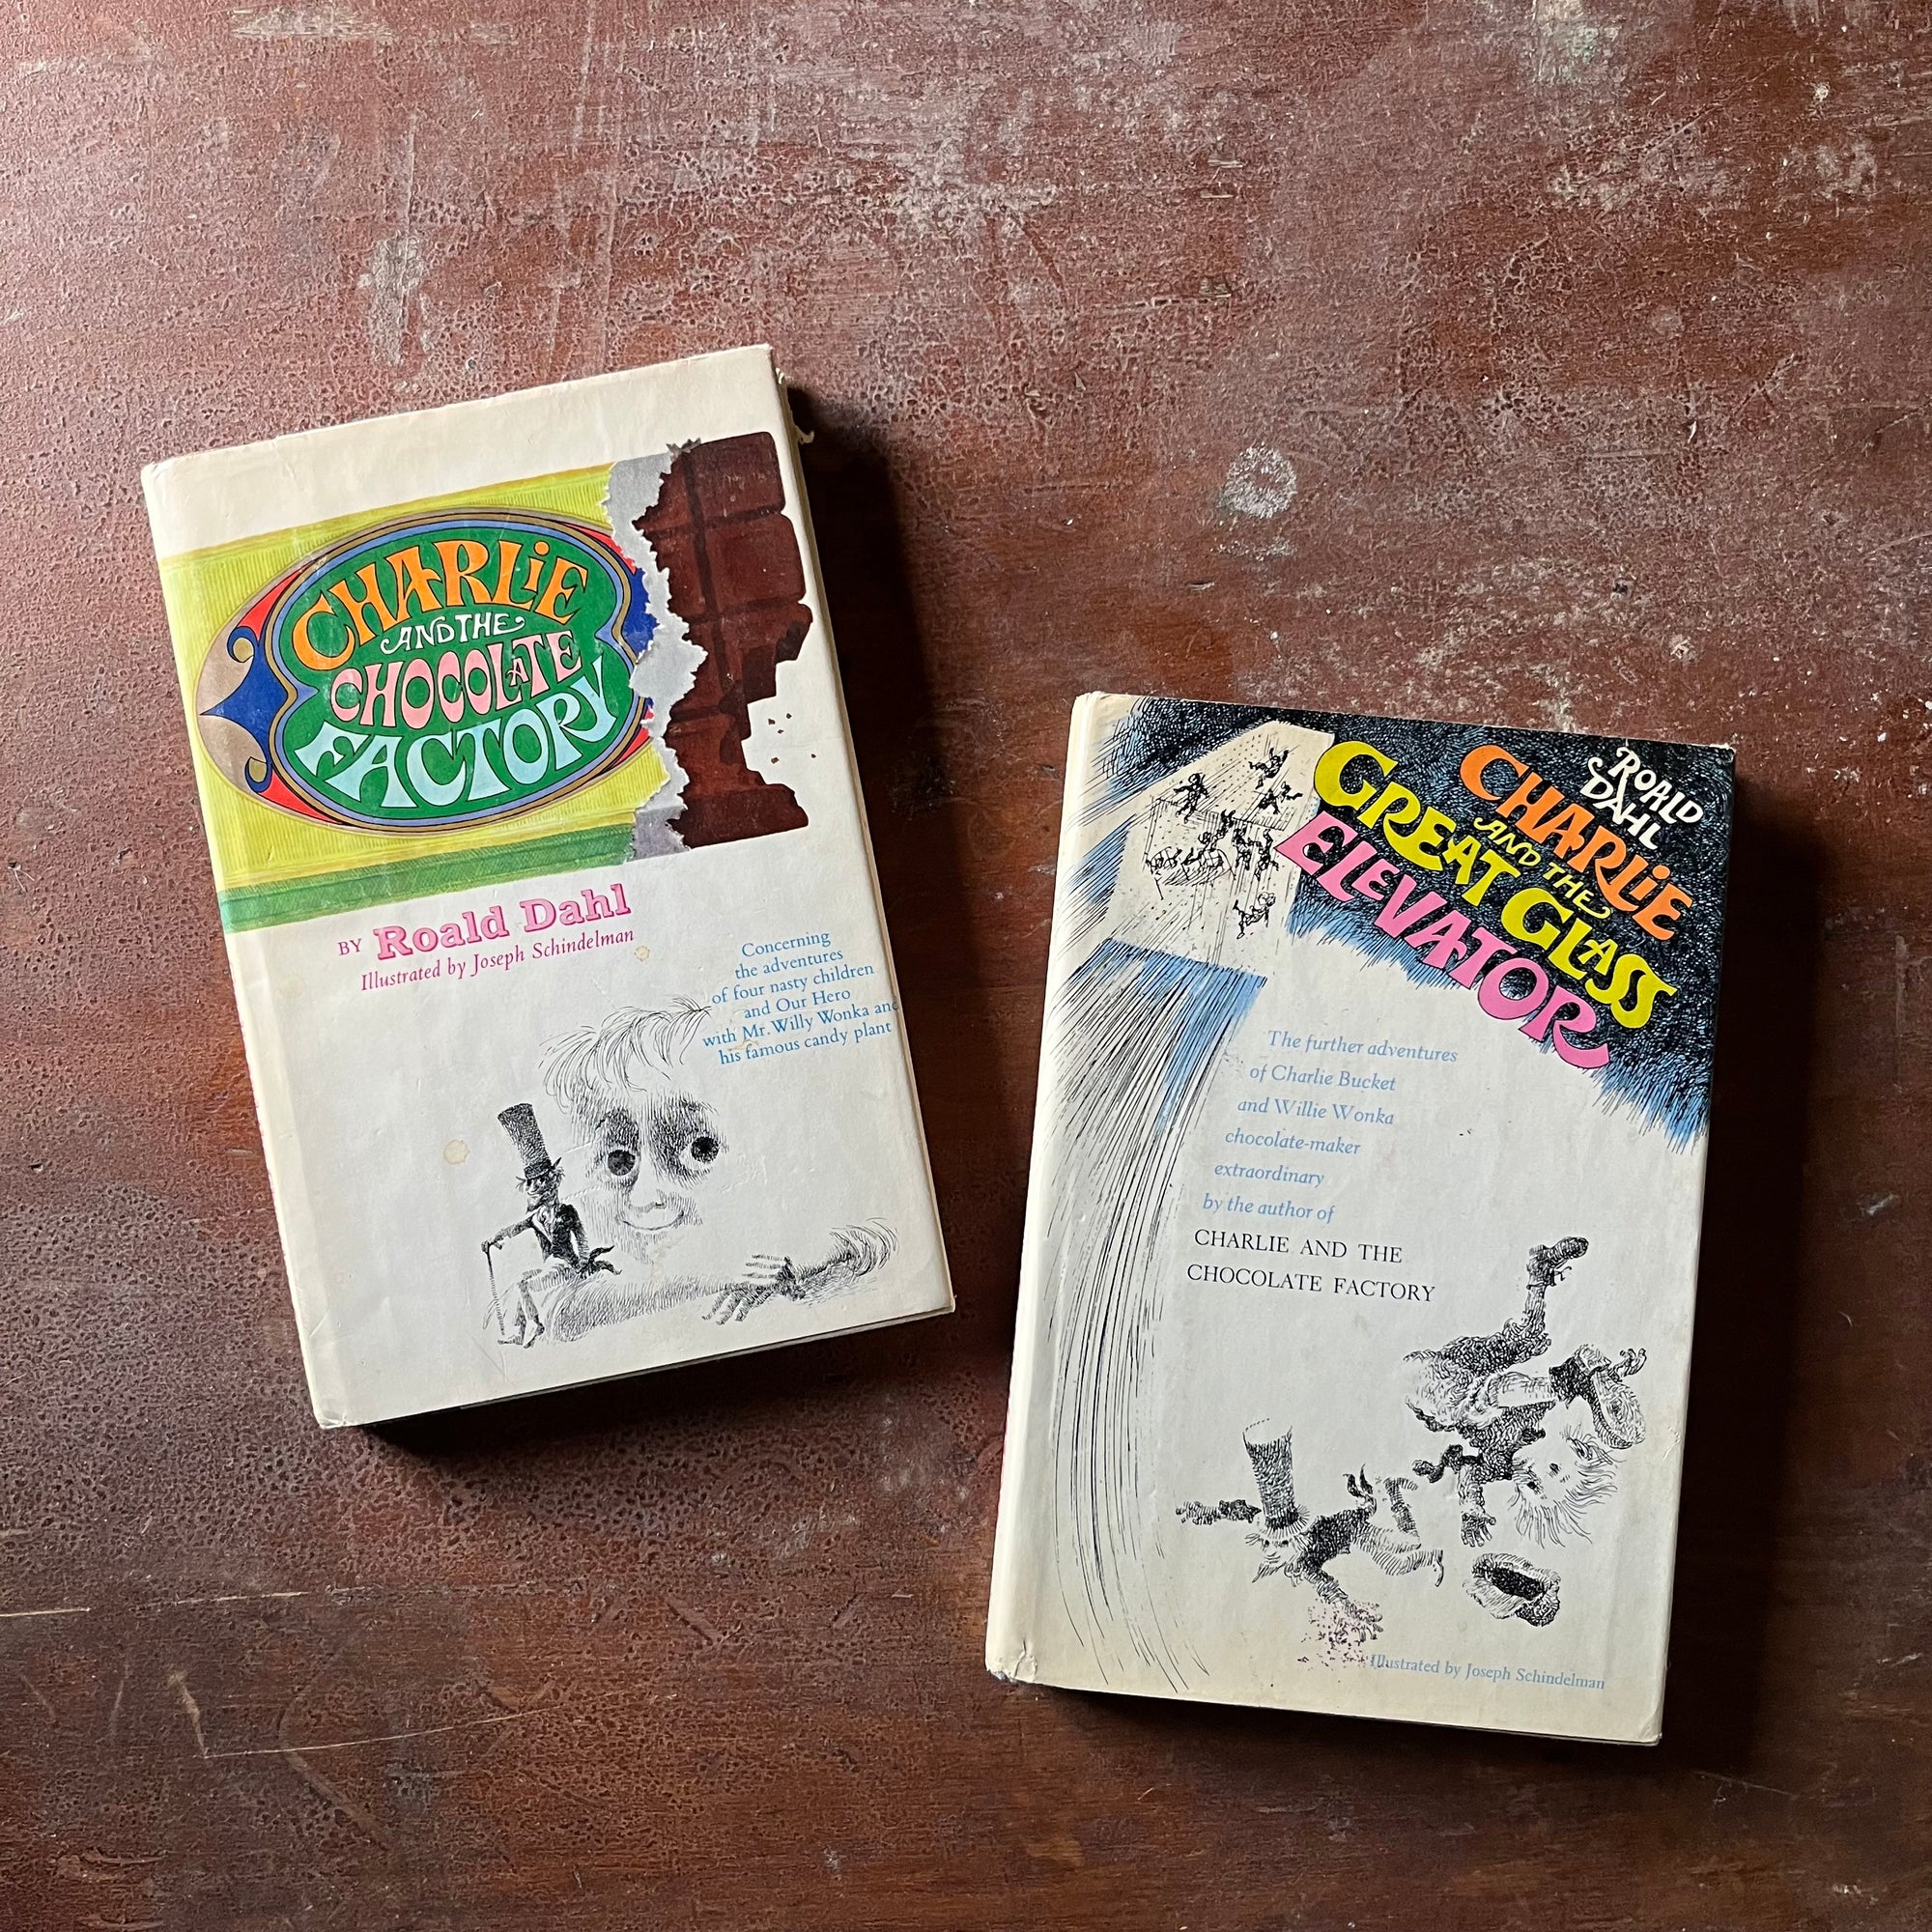 CHARLiE
AND THE
CHOCOLATE
FACTORY
BY Roald Dahl
Illustrated by Joseph Schindelman
Concerning
the adventures
of four nasty children
and Our Hero
with Mr. Willy Wonka and
his famous candy plant
ROALD
DAHL
CHARLiE
AND THE
GREAT GLASS
ELEVATOR
The further adventures
of Charlie Bucket
and Willie Wonka
chocolate-maker
extraordinary
by the author of
CHARLIE AND THE
CHOCOLATE FACTORY
Illustrated by Joseph Schindelman